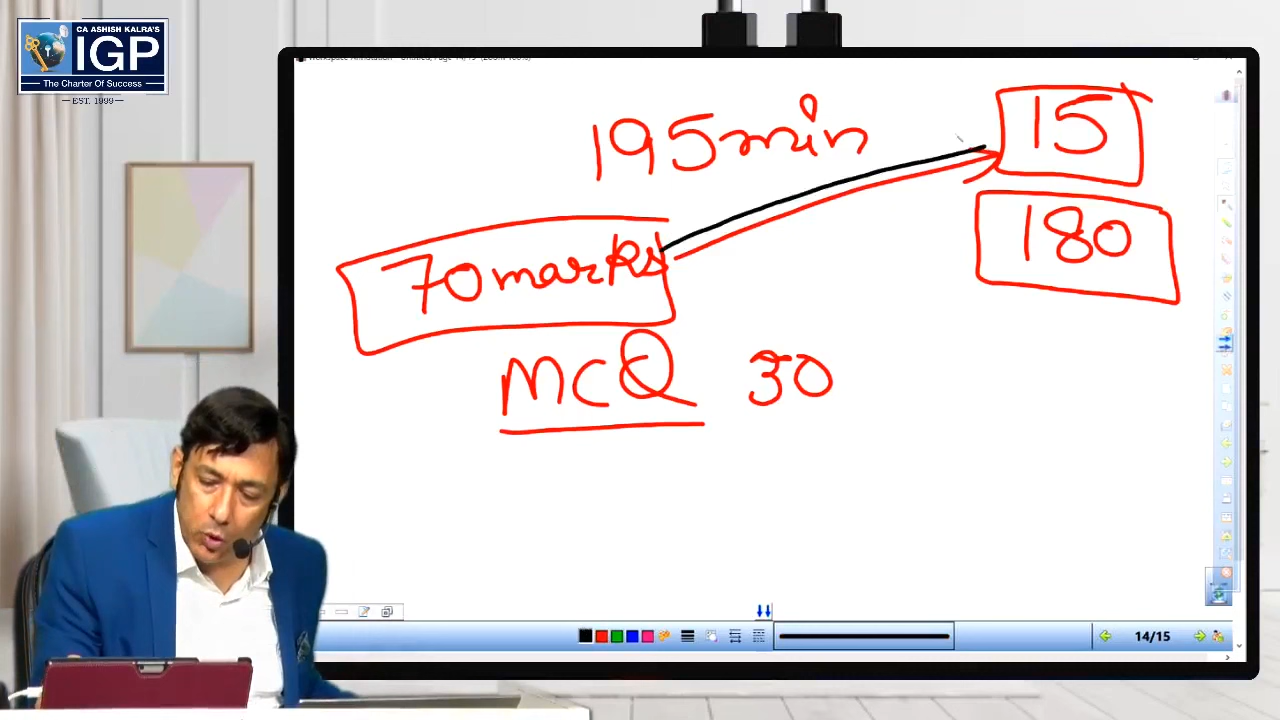 CA ASHISH KALRA'S
IGP
The Charter Of Success
EST. 1999
195 min
15
180
70 marks
MCQ 30
14/15